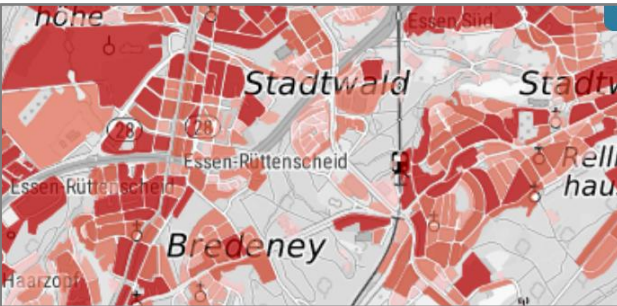 höhe
Essen-Süd
Stadtwald
Stadtw
28
28
Essen-Rüttenscheid
Rell
haus
Essen-Rüttenscheid
Bredeney
Haarzopf